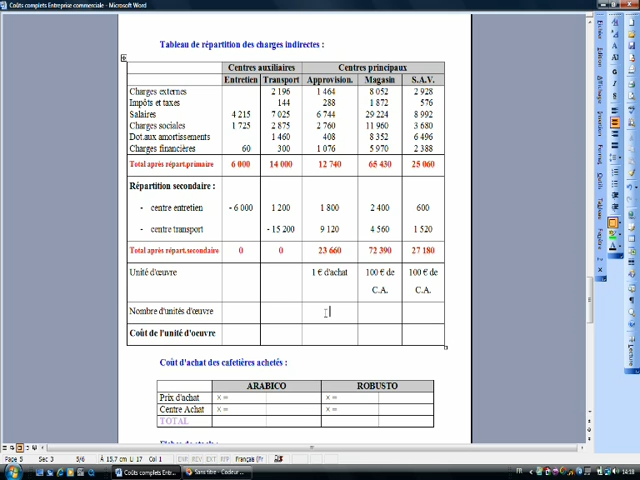 Coûts complets Entreprise commerciale - Microsoft Word
Tableau de répartition des charges indirectes :
Centres auxiliaires Centres principaux
Entretien Transport Approvision. Magasin S.A.V.
Charges externes 2 196 1 464 8 052 2 928
Impôts et taxes 144 288 1 872 576
Salaires 4 215 7 025 6 744 29 224 8 992
Charges sociales 1 725 2 875 2 760 11 960 3 680
Dot.aux amortissements 1 460 408 8 352 6 496
Charges financières 60 300 1 076 5 970 2 388
Total après répart.primaire 6 000 14 000 12 740 65 430 25 060
Répartition secondaire :
- centre entretien - 6 000 1 200 1 800 2 400 600
- centre transport - 15 200 9 120 4 560 1 520
Total après répart.secondaire 0 0 23 660 72 390 27 180
Unité d'œuvre 1 € d'achat 100 € de C.A. 100 € de C.A.
Nombre d'unités d'œuvre
Coût de l'unité d'œuvre
Coût d'achat des cafetières achetés :
ARABICO ROBUSTO
Prix d'achat x = x =
Centre Achat x = x =
TOTAL
Page 5 Sec 3 5/6 À 15,7 cm Li 17 Col 1 ENR REV EXT RFP Français (Fr
Coûts complets Entr... Sans titre - Codeur ... FR 14:18